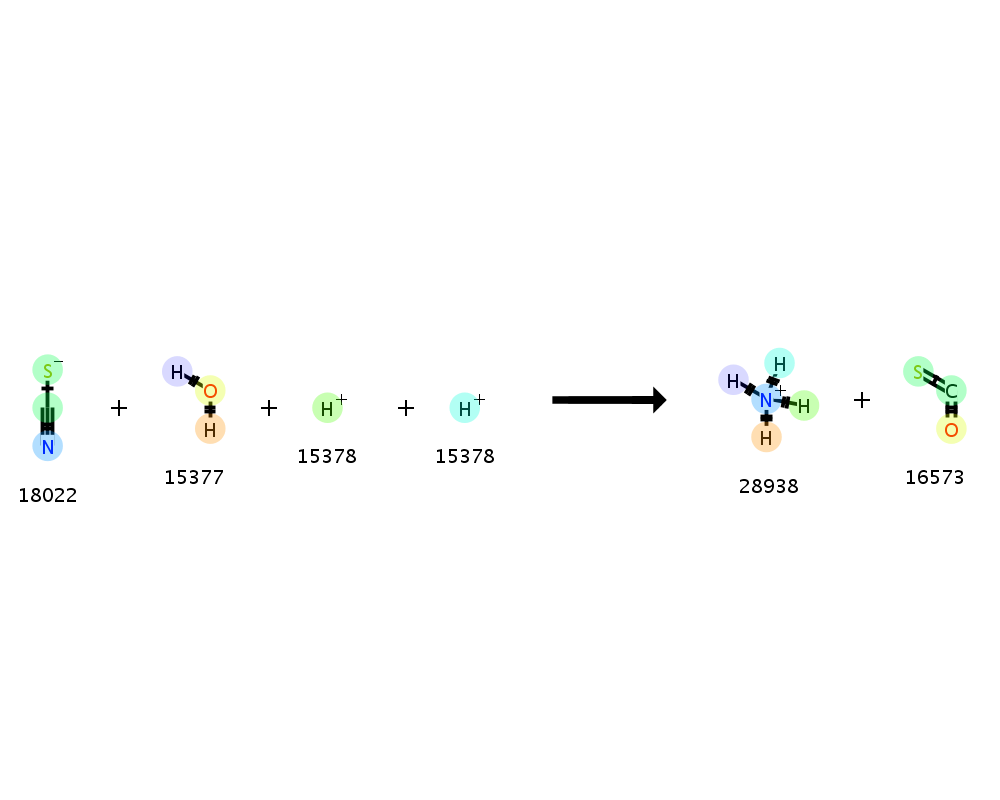 S− + H O H + H+ + H+ → H H N+ H H + S C O
N
18022 15377 15378 15378 28938 16573